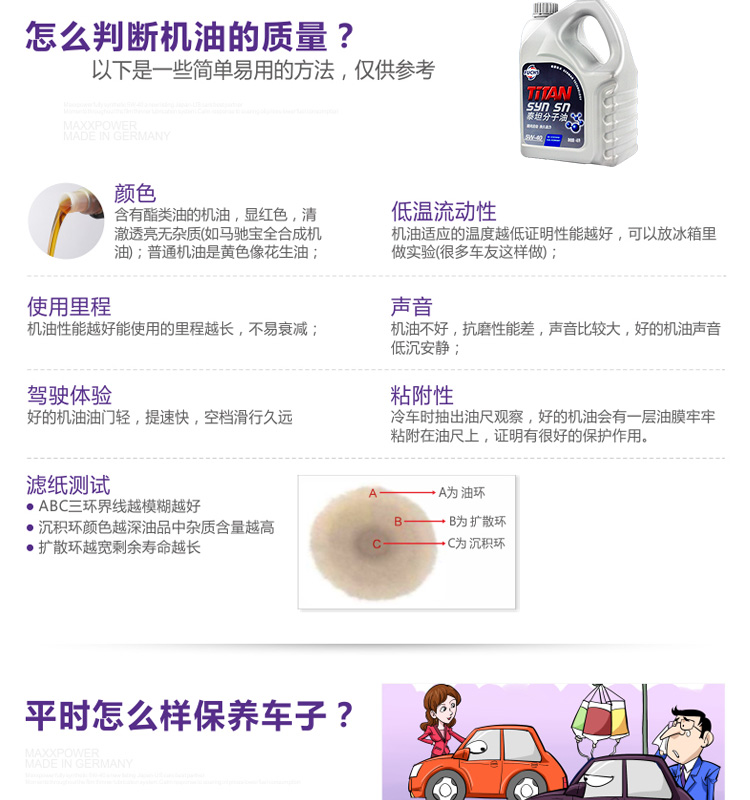 怎么判断机油的质量？
以下是一些简单易用的方法，仅供参考
MAXXPOWER
MADE IN GERMANY
FUCHS
TITAN
SYN SN
泰坦分子油
5W-40
颜色
含有酯类油的机油，显红色，清
澈透亮无杂质(如马驰宝全合成机
油)；普通机油是黄色像花生油；
低温流动性
机油适应的温度越低证明性能越好，可以放冰箱里
做实验(很多车友这样做)；
使用里程
机油性能越好能使用的里程越长，不易衰减；
声音
机油不好，抗磨性能差，声音比较大，好的机油声音
低沉安静；
驾驶体验
好的机油油门轻，提速快，空档滑行久远
粘附性
冷车时抽出油尺观察，好的机油会有一层油膜牢牢
粘附在油尺上，证明有很好的保护作用。
滤纸测试
● ABC三环界线越模糊越好
● 沉积环颜色越深油品中杂质含量越高
● 扩散环越宽剩余寿命越长
A A为 油环
B B为 扩散环
C C为 沉积环
平时怎么样保养车子？
MAXXPOWER
MADE IN GERMANY